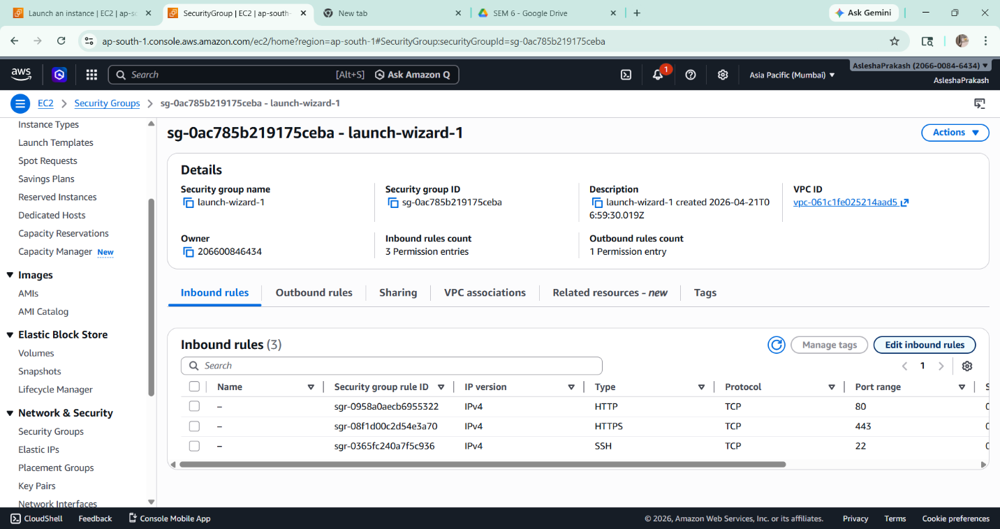 Launch an instance | EC2 | ap-sc
SecurityGroup | EC2 | ap-south-
New tab
SEM 6 - Google Drive
Ask Gemini
ap-south-1.console.aws.amazon.com/ec2/home?region=ap-south-1#SecurityGroup:securityGroupId=sg-0ac785b219175ceba
aws
Search
[Alt+S]
Ask Amazon Q
1
Asia Pacific (Mumbai)
AsleshaPrakash (2066-0084-6434)
AsleshaPrakash
EC2
Security Groups
sg-0ac785b219175ceba - launch-wizard-1
Instance Types
Launch Templates
Spot Requests
Savings Plans
Reserved Instances
Dedicated Hosts
Capacity Reservations
Capacity Manager New
Images
AMIs
AMI Catalog
Elastic Block Store
Volumes
Snapshots
Lifecycle Manager
Network & Security
Security Groups
Elastic IPs
Placement Groups
Key Pairs
Network Interfaces
sg-0ac785b219175ceba - launch-wizard-1
Actions
Details
Security group name
launch-wizard-1
Security group ID
sg-0ac785b219175ceba
Description
launch-wizard-1 created 2026-04-21T0
6:59:30.019Z
VPC ID
vpc-061c1fe025214aad5
Owner
206600846434
Inbound rules count
3 Permission entries
Outbound rules count
1 Permission entry
Inbound rules
Outbound rules
Sharing
VPC associations
Related resources - new
Tags
Inbound rules (3)
Manage tags
Edit inbound rules
Search
1
Name Security group rule ID IP version Type Protocol Port range
– sgr-0958a0aecb6955322 IPv4 HTTP TCP 80
– sgr-08f1d00c2d54e3a70 IPv4 HTTPS TCP 443
– sgr-0365fc240a7f5c936 IPv4 SSH TCP 22
CloudShell
Feedback
Console Mobile App
© 2026, Amazon Web Services, Inc. or its affiliates.
Privacy
Terms
Cookie preferences